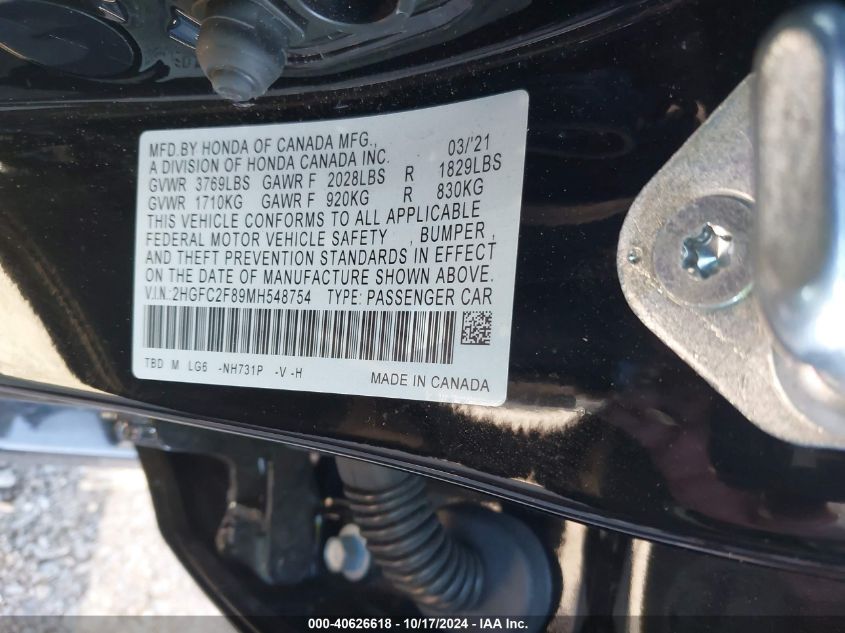 MFD.BY HONDA OF CANADA MFG., 03/'21
A DIVISION OF HONDA CANADA INC.
GVWR 3769LBS GAWR F 2028LBS R 1829LBS
GVWR 1710KG GAWR F 920KG R 830KG
THIS VEHICLE CONFORMS TO ALL APPLICABLE
FEDERAL MOTOR VEHICLE SAFETY , BUMPER ,
AND THEFT PREVENTION STANDARDS IN EFFECT
ON THE DATE OF MANUFACTURE SHOWN ABOVE.
V.I.N.:2HGFC2F89MH548754 TYPE: PASSENGER CAR
TBD M LG6 -NH731P -V -H
MADE IN CANADA
000-40626618 - 10/17/2024 - IAA Inc.